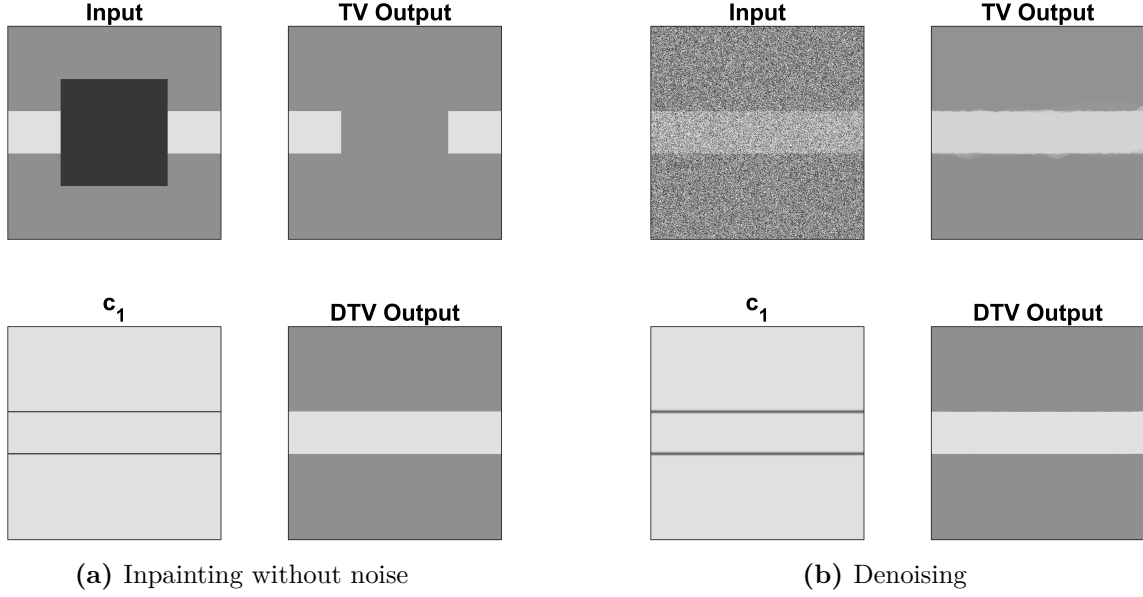 Input
TV Output
c₁
DTV Output
(a) Inpainting without noise
Input
TV Output
c₁
DTV Output
(b) Denoising